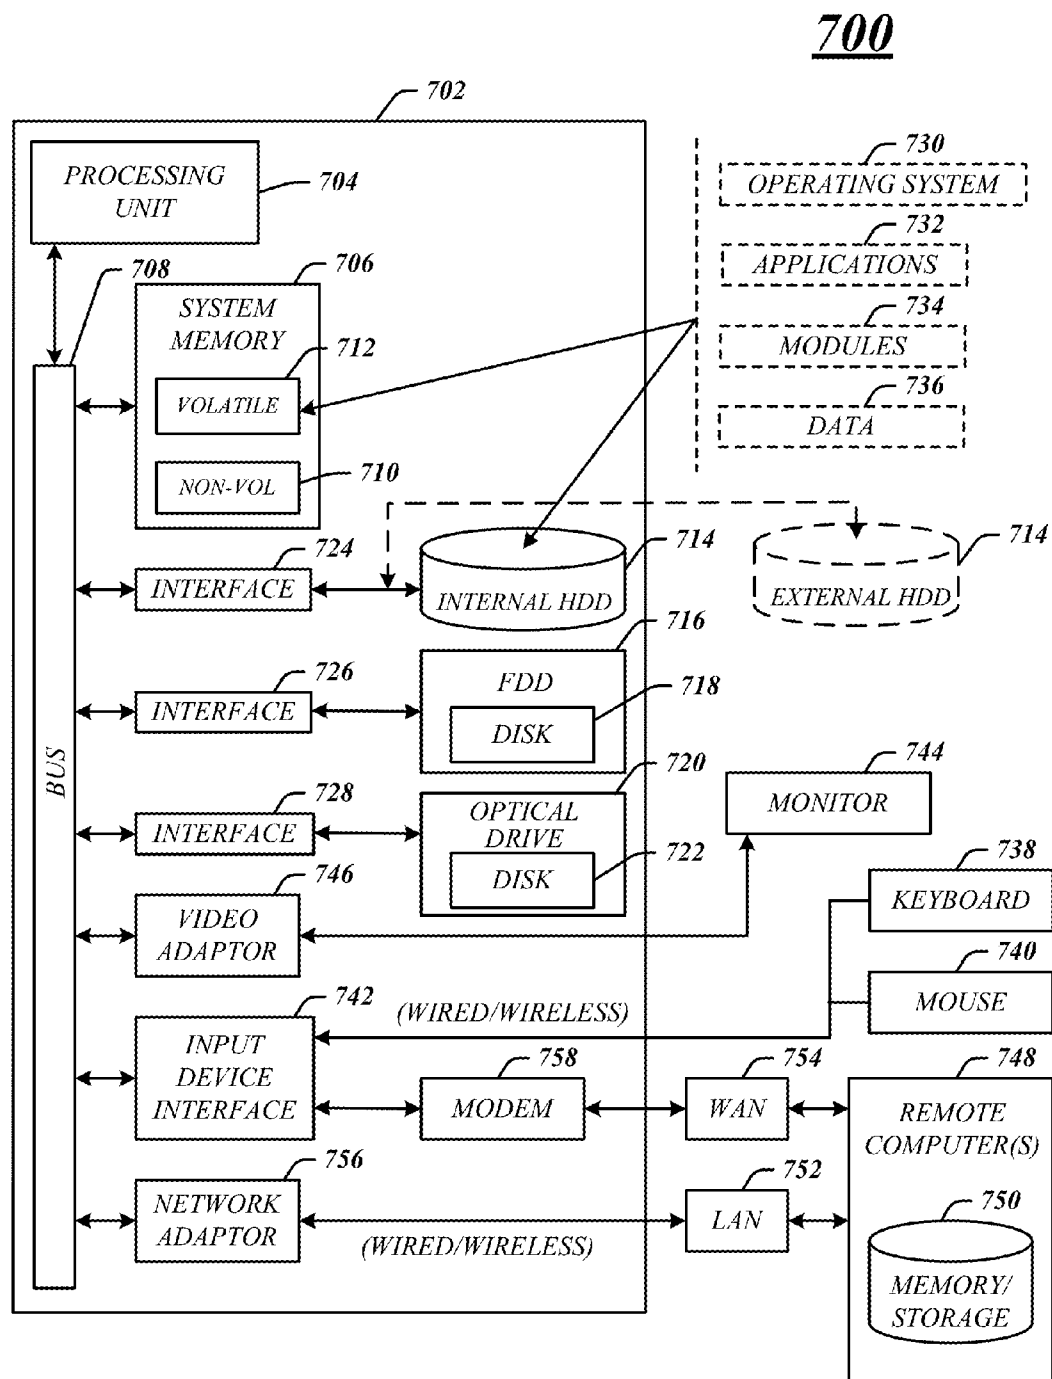 700
702
PROCESSING
UNIT
704
730
OPERATING SYSTEM
732
APPLICATIONS
734
MODULES
736
DATA
708
706
SYSTEM
MEMORY
712
VOLATILE
710
NON-VOL
BUS
724
INTERFACE
714
INTERNAL HDD
714
EXTERNAL HDD
726
INTERFACE
716
FDD
718
DISK
728
INTERFACE
720
OPTICAL
DRIVE
722
DISK
744
MONITOR
746
VIDEO
ADAPTOR
738
KEYBOARD
740
MOUSE
742
INPUT
DEVICE
INTERFACE
(WIRED/WIRELESS)
758
MODEM
754
WAN
748
REMOTE
COMPUTER(S)
756
NETWORK
ADAPTOR
(WIRED/WIRELESS)
752
LAN
750
MEMORY/
STORAGE